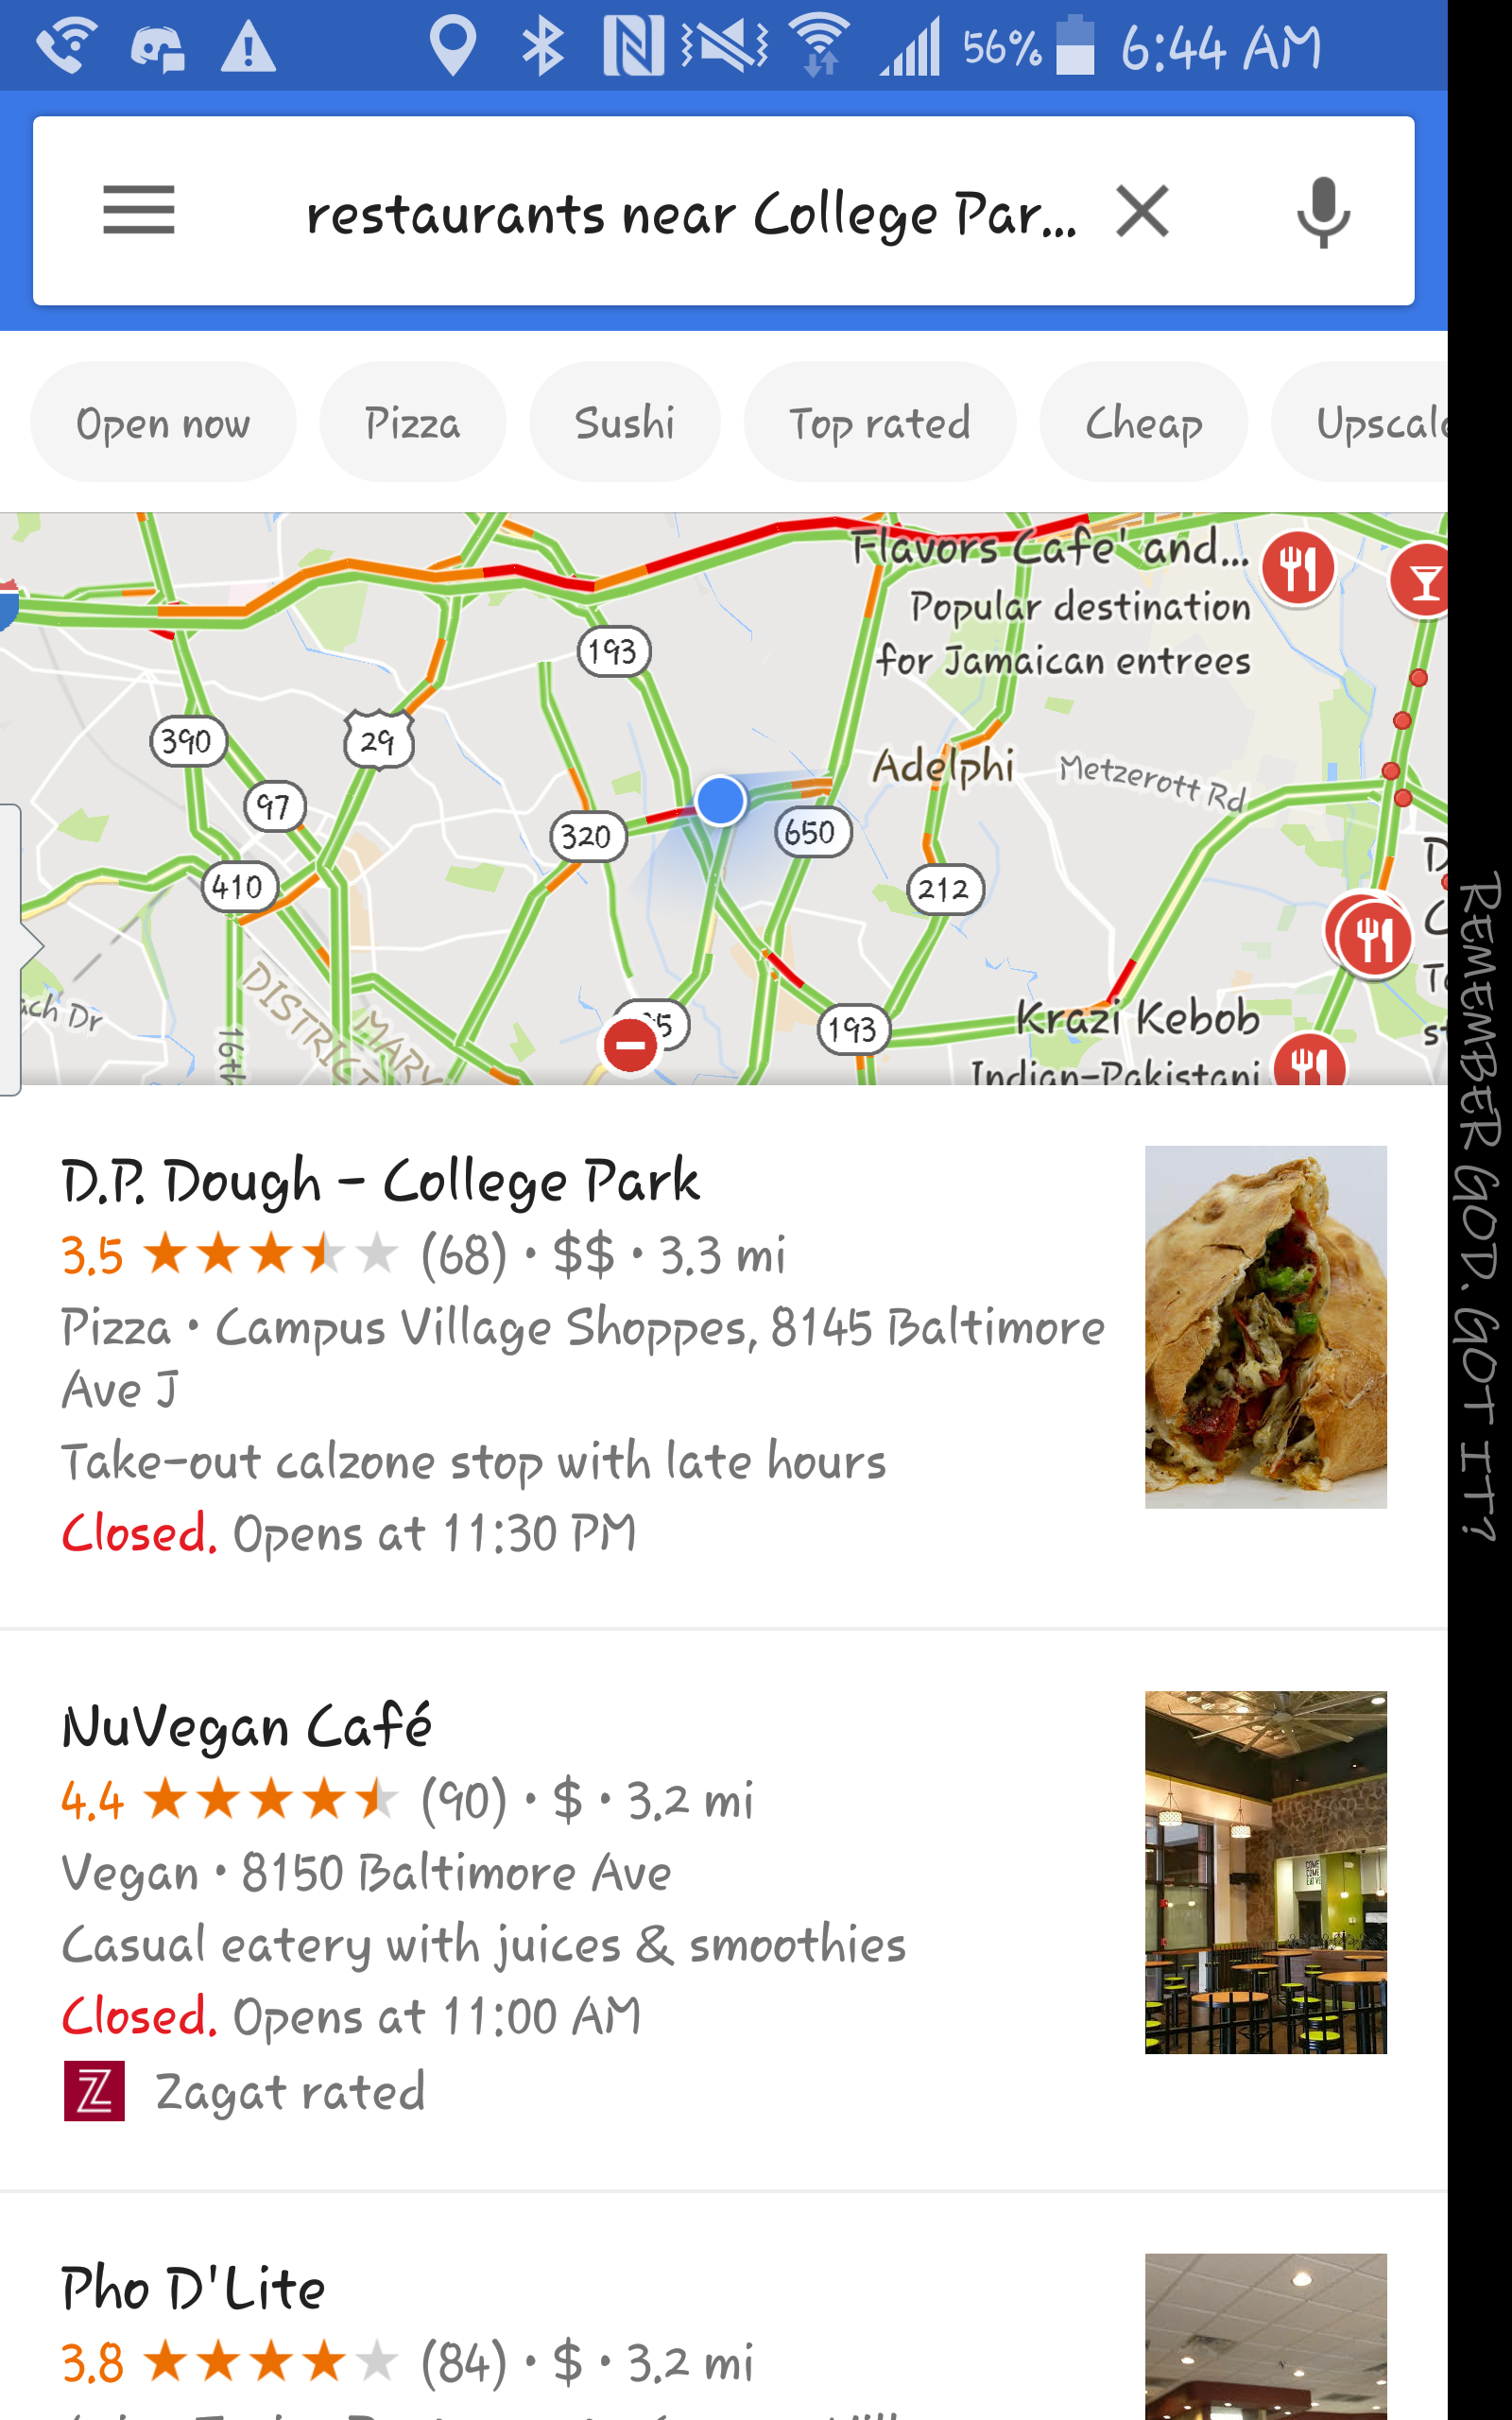 56% 6:44 AM
restaurants near College Par...
Open now Pizza Sushi Top rated Cheap Upscale
Flavors Cafe' and...
Popular destination
for Jamaican entrees
193
390
29
Adelphi
Metzerott Rd
97
320
650
410
212
ach Dr
16th
DISTRICT
MARY
193
Krazi Kebob
Indian-Pakistani
D.P. Dough - College Park
3.5 (68) • $$ • 3.3 mi
Pizza • Campus Village Shoppes, 8145 Baltimore
Ave J
Take-out calzone stop with late hours
Closed. Opens at 11:30 PM
NuVegan Café
4.4 (90) • $ • 3.2 mi
Vegan • 8150 Baltimore Ave
Casual eatery with juices & smoothies
Closed. Opens at 11:00 AM
Z Zagat rated
Pho D'Lite
3.8 (84) • $ • 3.2 mi
REMEMBER GOD. GOT IT?